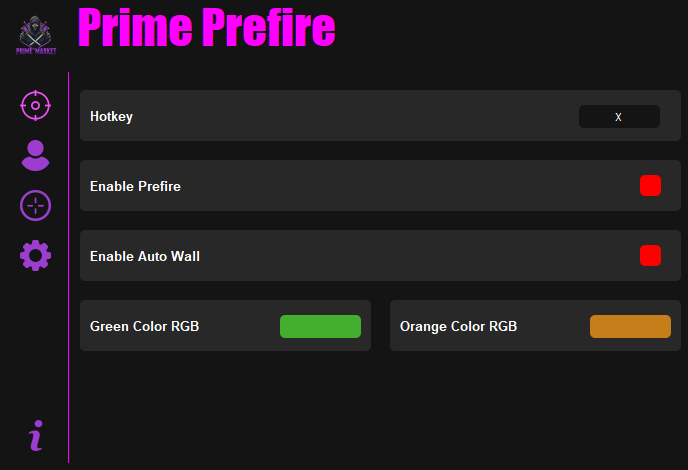 Prime Prefire
PRIME MARKET
Hotkey
X
Enable Prefire
Enable Auto Wall
Green Color RGB
Orange Color RGB
i